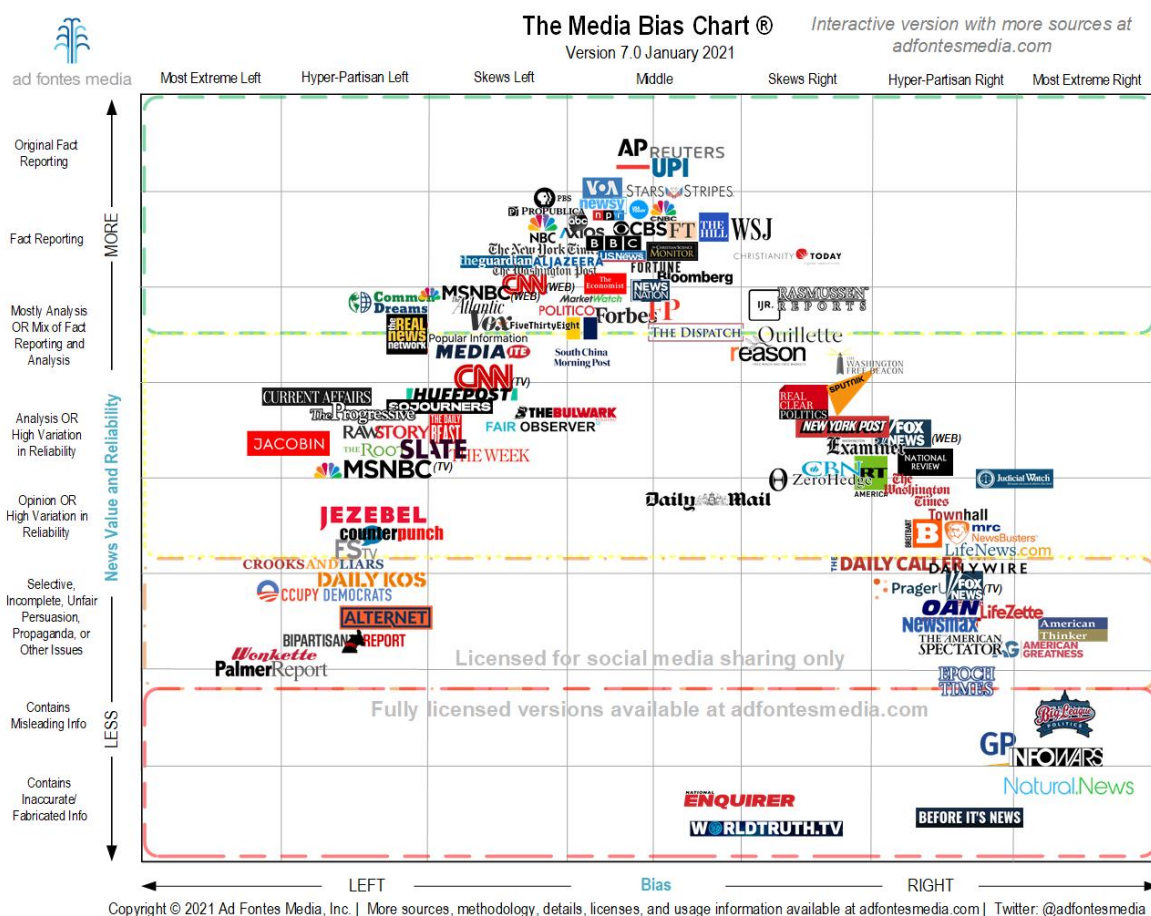 The Media Bias Chart ®
Version 7.0 January 2021
Interactive version with more sources at
adfontesmedia.com
ad fontes media
Most Extreme Left
Hyper-Partisan Left
Skews Left
Middle
Skews Right
Hyper-Partisan Right
Most Extreme Right
News Value and Reliability
MORE
LESS
Original Fact
Reporting
AP
REUTERS
UPI
Fact Reporting
VOA
STARS STRIPES
PBS
newsy
PROPUBLICA
abc
npr
CNBC
NBC
AXIOS
CBS
FT
THE HILL
WSJ
BBC
The New York Times
theguardian
ALJAZEERA
U.S.News
THE CHRISTIAN SCIENCE MONITOR
CHRISTIANITY TODAY
The Washington Post
FORTUNE
Bloomberg
Mostly Analysis
OR Mix of Fact
Reporting and
Analysis
CNN (WEB)
The Economist
NEWS NATION
MSNBC (WEB)
Common Dreams
The Atlantic
MarketWatch
POLITICO
Forbes
FP
IJR.
RASMUSSEN REPORTS
the REAL news network
Vox
FiveThirtyEight
THE DISPATCH
Quillette
Popular Information
MEDIAITE
South China
Morning Post
reason
WASHINGTON
FREE BEACON
Analysis OR
High Variation
in Reliability
CNN (TV)
SPUTNIK
CURRENT AFFAIRS
HUFFPOST
REAL CLEAR POLITICS
The Progressive
SOJOURNERS
THE BULWARK
RAWSTORY
THE DAILY BEAST
FAIR OBSERVER
NEW YORK POST
FOX NEWS (WEB)
JACOBIN
THE ROOT
SLATE
THE WEEK
WASHINGTON Examiner
NATIONAL REVIEW
MSNBC (TV)
CBN
RT AMERICA
Judicial Watch
Opinion OR
High Variation in
Reliability
ZeroHedge
The Washington Times
Daily Mail
JEZEBEL
Townhall
counterpunch
BREITBART
B
mrc
NewsBusters
FSTV
LifeNews.com
Selective,
Incomplete, Unfair
Persuasion,
Propaganda, or
Other Issues
CROOKS AND LIARS
THE DAILY CALLER
DAILYWIRE
DAILY KOS
OCCUPY DEMOCRATS
PragerU
FOX NEWS (TV)
ALTERNET
OAN
LifeZette
Newsmax
American Thinker
BIPARTISAN REPORT
THE AMERICAN SPECTATOR
AG AMERICAN GREATNESS
Wonkette
PalmerReport
Licensed for social media sharing only
EPOCH TIMES
Contains
Misleading Info
Fully licensed versions available at adfontesmedia.com
Big League POLITICS
GP
INFOWARS
Contains
Inaccurate/
Fabricated Info
Natural.News
NATIONAL ENQUIRER
BEFORE IT'S NEWS
WORLDTRUTH.TV
LEFT
Bias
RIGHT
Copyright © 2021 Ad Fontes Media, Inc. | More sources, methodology, details, licenses, and usage information available at adfontesmedia.com | Twitter: @adfontesmedia